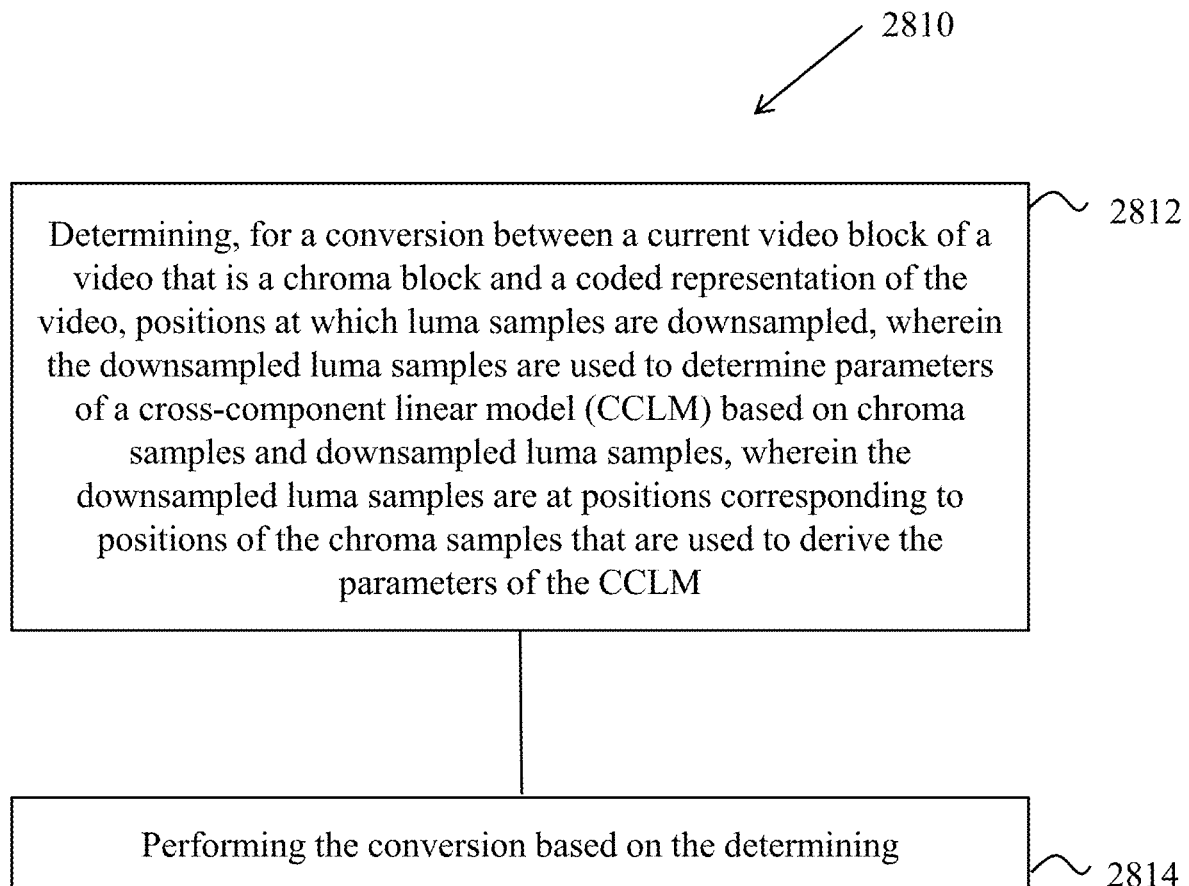 2810
2812
Determining, for a conversion between a current video block of a
video that is a chroma block and a coded representation of the
video, positions at which luma samples are downsampled, wherein
the downsampled luma samples are used to determine parameters
of a cross-component linear model (CCLM) based on chroma
samples and downsampled luma samples, wherein the
downsampled luma samples are at positions corresponding to
positions of the chroma samples that are used to derive the
parameters of the CCLM
Performing the conversion based on the determining
2814